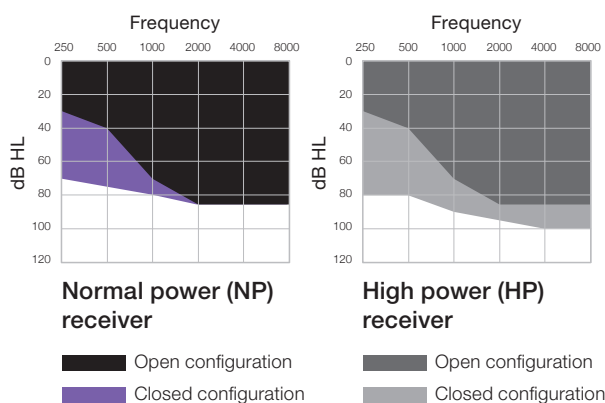 Frequency
250 500 1000 2000 4000 8000
0
20
40
60
80
100
120
dB HL
Normal power (NP)
receiver
Open configuration
Closed configuration
Frequency
250 500 1000 2000 4000 8000
0
20
40
60
80
100
120
dB HL
High power (HP)
receiver
Open configuration
Closed configuration